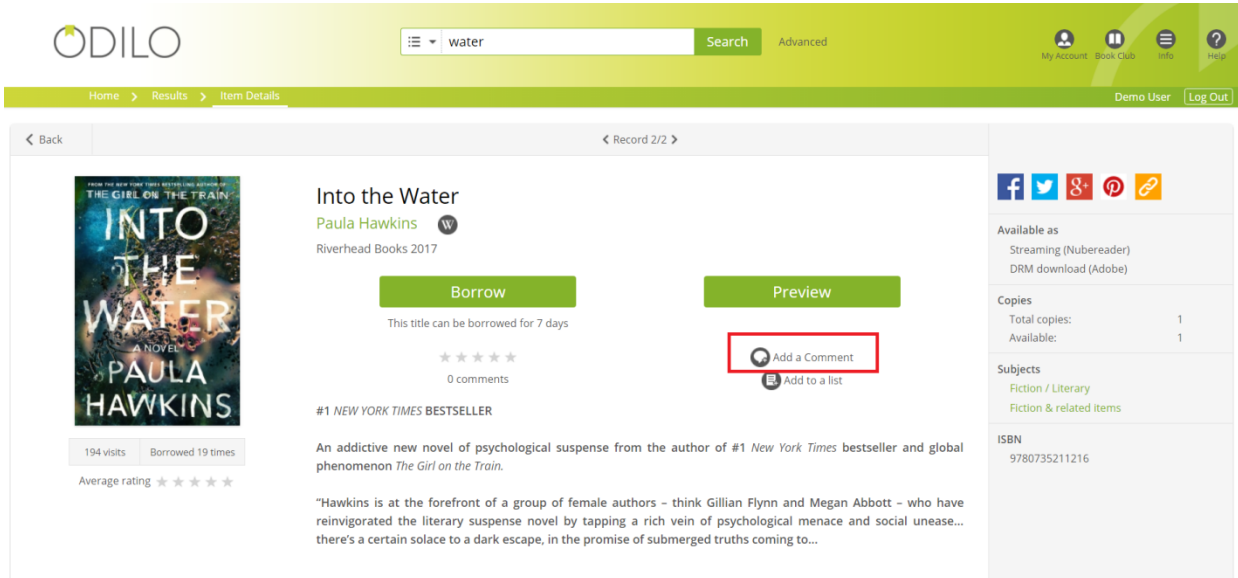 ODILO
water
Search
Advanced
My Account
Book Club
Info
Help
Home
Results
Item Details
Demo User
Log Out
Back
Record 2/2
FROM THE NEW YORK TIMES BESTSELLING AUTHOR OF
THE GIRL ON THE TRAIN
INTO
THE
WATER
A NOVEL
PAULA
HAWKINS
194 visits
Borrowed 19 times
Average rating
Into the Water
Paula Hawkins
W
Riverhead Books 2017
Borrow
Preview
This title can be borrowed for 7 days
0 comments
Add a Comment
Add to a list
#1 NEW YORK TIMES BESTSELLER
An addictive new novel of psychological suspense from the author of #1 New York Times bestseller and global
phenomenon The Girl on the Train.
“Hawkins is at the forefront of a group of female authors – think Gillian Flynn and Megan Abbott – who have
reinvigorated the literary suspense novel by tapping a rich vein of psychological menace and social unease...
there's a certain solace to a dark escape, in the promise of submerged truths coming to...
f
8+
Available as
Streaming (Nubereader)
DRM download (Adobe)
Copies
Total copies: 1
Available: 1
Subjects
Fiction / Literary
Fiction & related items
ISBN
9780735211216